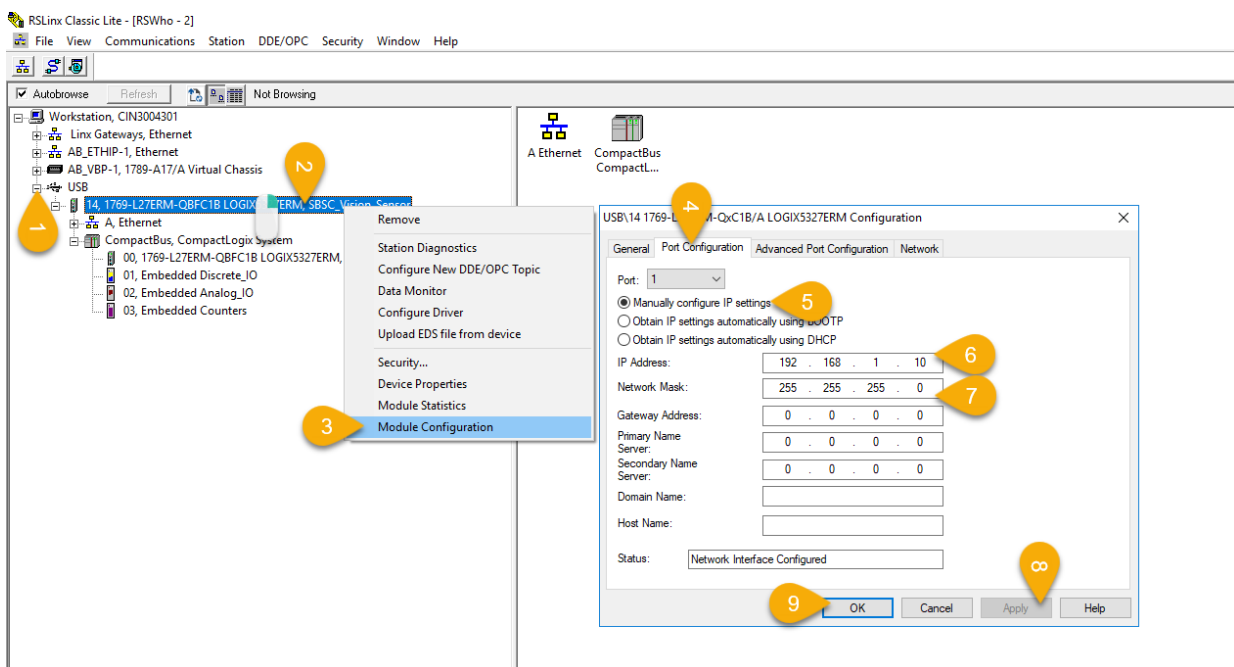 RSLinx Classic Lite - [RSWho - 2]
File View Communications Station DDE/OPC Security Window Help
Autobrowse Refresh Not Browsing
Workstation, CIN3004301
Linx Gateways, Ethernet
AB_ETHIP-1, Ethernet
AB_VBP-1, 1789-A17/A Virtual Chassis
USB
14, 1769-L27ERM-QBFC1B LOGIX ERM, SBSC_Vision_Sensor
A, Ethernet
CompactBus, CompactLogix System
00, 1769-L27ERM-QBFC1B LOGIX5327ERM,
01, Embedded Discrete_IO
02, Embedded Analog_IO
03, Embedded Counters
1
2
Remove
Station Diagnostics
Configure New DDE/OPC Topic
Data Monitor
Configure Driver
Upload EDS file from device
Security...
Device Properties
Module Statistics
3 Module Configuration
A Ethernet
CompactBus
CompactL...
4
USB\14 1769-L ERM-QxC1B/A LOGIX5327ERM Configuration
General Port Configuration Advanced Port Configuration Network
Port: 1
Manually configure IP settings 5
Obtain IP settings automatically using BOOTP
Obtain IP settings automatically using DHCP
IP Address: 192 . 168 . 1 . 10 6
Network Mask: 255 . 255 . 255 . 0 7
Gateway Address: 0 . 0 . 0 . 0
Primary Name
Server: 0 . 0 . 0 . 0
Secondary Name
Server: 0 . 0 . 0 . 0
Domain Name:
Host Name:
Status: Network Interface Configured
8
9 OK Cancel Apply Help